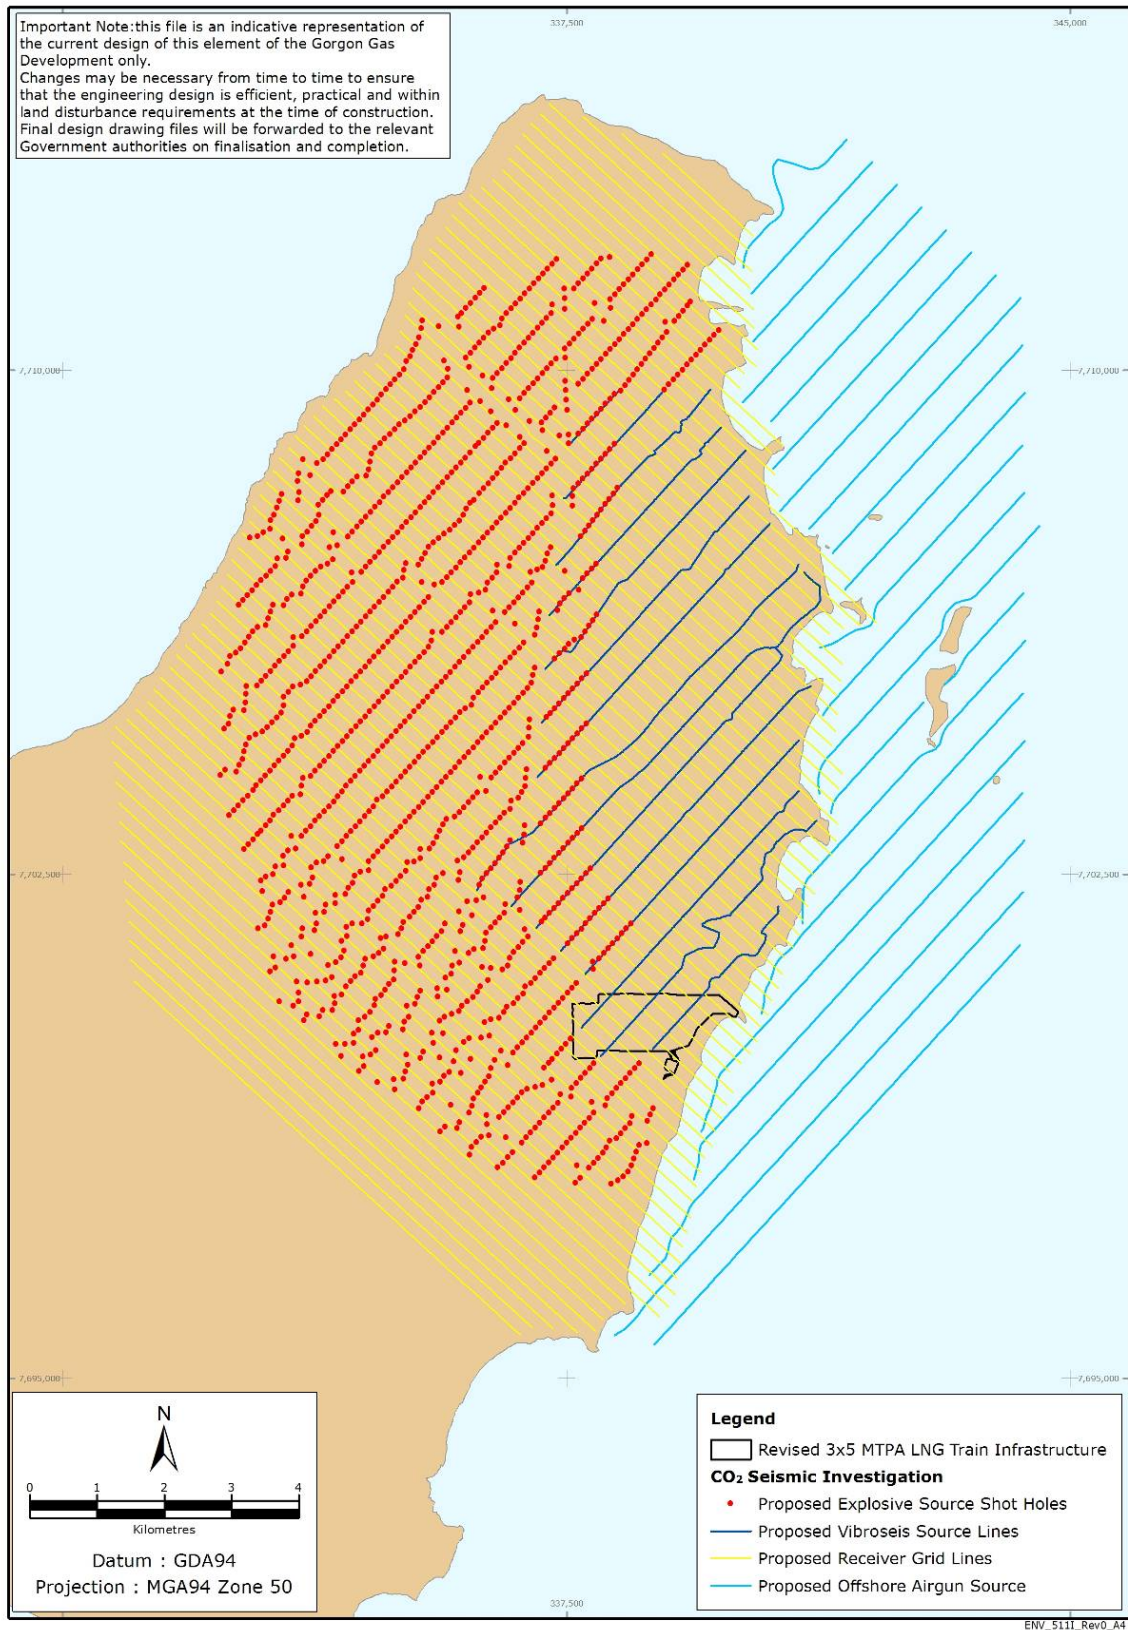 337,500
345,000
Important Note:this file is an indicative representation of
the current design of this element of the Gorgon Gas
Development only.
Changes may be necessary from time to time to ensure
that the engineering design is efficient, practical and within
land disturbance requirements at the time of construction.
Final design drawing files will be forwarded to the relevant
Government authorities on finalisation and completion.
7,710,000
7,710,000
7,702,500
7,702,500
7,695,000
7,695,000
N
0 1 2 3 4
Kilometres
Datum : GDA94
Projection : MGA94 Zone 50
Legend
Revised 3x5 MTPA LNG Train Infrastructure
CO₂ Seismic Investigation
Proposed Explosive Source Shot Holes
Proposed Vibroseis Source Lines
Proposed Receiver Grid Lines
Proposed Offshore Airgun Source
337,500
ENV_511I_Rev0_A4